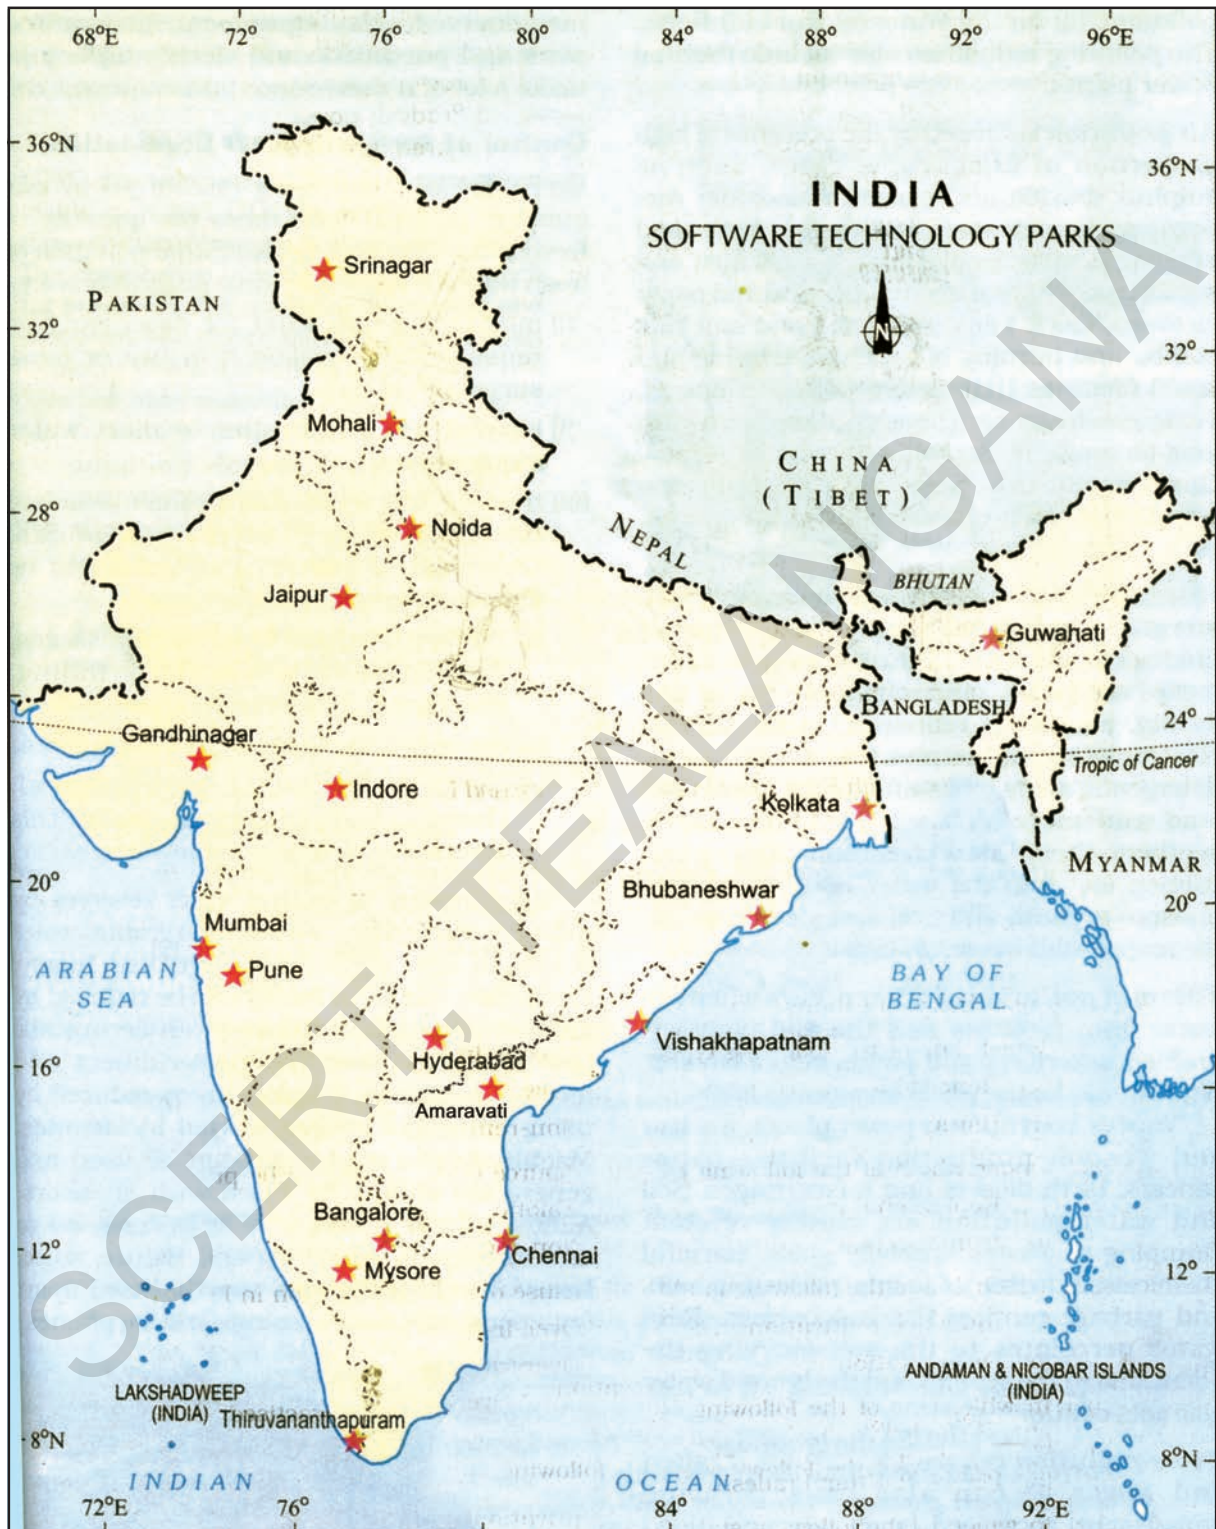 68°E 72° 76° 80° 84° 88° 92° 96°E
36°N
36°N
INDIA
SOFTWARE TECHNOLOGY PARKS
Srinagar
PAKISTAN
N
32°
32°
Mohali
CHINA
(TIBET)
28°
Noida
NEPAL
BHUTAN
Jaipur
Guwahati
BANGLADESH
24°
Gandhinagar
Tropic of Cancer
Indore
Kolkata
MYANMAR
20°
Bhubaneshwar
20°
Mumbai
Pune
ARABIAN
SEA
BAY OF
BENGAL
Vishakhapatnam
Hyderabad
16°
Amaravati
Bangalore
12°
Chennai
Mysore
12°
LAKSHADWEEP
(INDIA)
ANDAMAN & NICOBAR ISLANDS
(INDIA)
Thiruvananthapuram
8°N
8°N
INDIAN OCEAN
72°E 76° 80° 84° 88° 92°E
SCERT, TEALANGANA